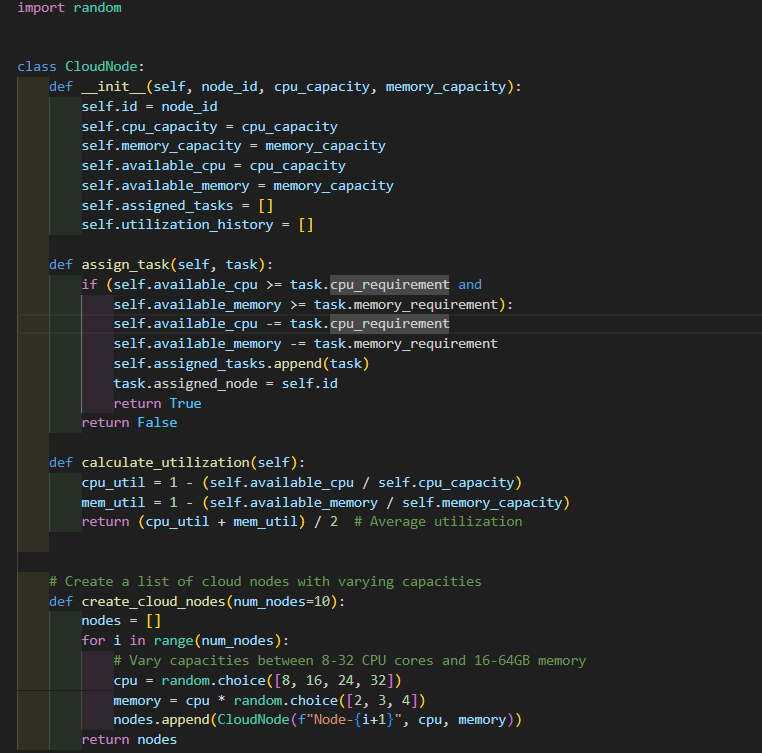 import random
class CloudNode:
    def __init__(self, node_id, cpu_capacity, memory_capacity):
        self.id = node_id
        self.cpu_capacity = cpu_capacity
        self.memory_capacity = memory_capacity
        self.available_cpu = cpu_capacity
        self.available_memory = memory_capacity
        self.assigned_tasks = []
        self.utilization_history = []
    def assign_task(self, task):
        if (self.available_cpu >= task.cpu_requirement and
            self.available_memory >= task.memory_requirement):
            self.available_cpu -= task.cpu_requirement
            self.available_memory -= task.memory_requirement
            self.assigned_tasks.append(task)
            task.assigned_node = self.id
            return True
        return False
    def calculate_utilization(self):
        cpu_util = 1 - (self.available_cpu / self.cpu_capacity)
        mem_util = 1 - (self.available_memory / self.memory_capacity)
        return (cpu_util + mem_util) / 2  # Average utilization
    # Create a list of cloud nodes with varying capacities
    def create_cloud_nodes(num_nodes=10):
        nodes = []
        for i in range(num_nodes):
            # Vary capacities between 8-32 CPU cores and 16-64GB memory
            cpu = random.choice([8, 16, 24, 32])
            memory = cpu * random.choice([2, 3, 4])
            nodes.append(CloudNode(f"Node-{i+1}", cpu, memory))
        return nodes